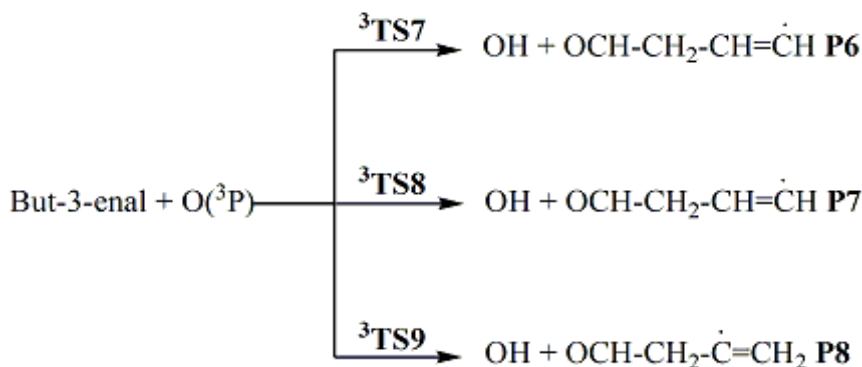 ³TS7
OH + OCH-CH₂-CH=ĊH P6
³TS8
But-3-enal + O(³P)
OH + OCH-CH₂-CH=ĊH P7
³TS9
OH + OCH-CH₂-Ċ=CH₂ P8